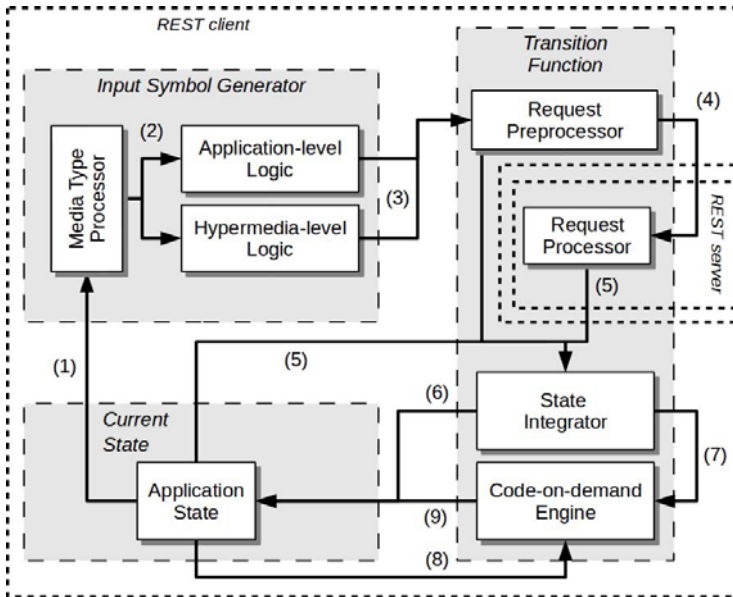 REST client
Transition
Function
Input Symbol Generator
(4)
(2)
Request
Preprocessor
Application-level
Logic
Media Type
Processor
(3)
REST server
Hypermedia-level
Logic
Request
Processor
(5)
(1)
(5)
(6)
State
Integrator
Current
State
(7)
Application
State
Code-on-demand
Engine
(9)
(8)